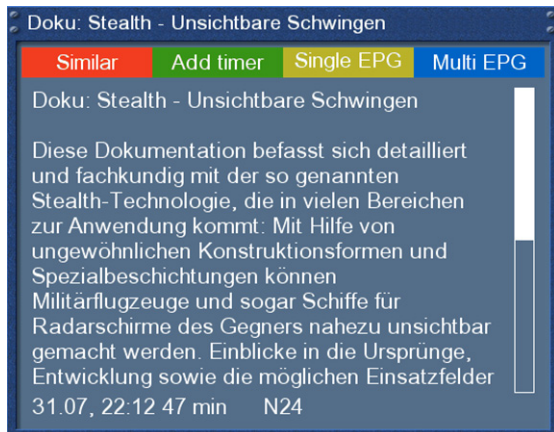 Doku: Stealth - Unsichtbare Schwingen
Similar Add timer Single EPG Multi EPG
Doku: Stealth - Unsichtbare Schwingen
Diese Dokumentation befasst sich detailliert
und fachkundig mit der so genannten
Stealth-Technologie, die in vielen Bereichen
zur Anwendung kommt: Mit Hilfe von
ungewöhnlichen Konstruktionsformen und
Spezialbeschichtungen können
Militärflugzeuge und sogar Schiffe für
Radarschirme des Gegners nahezu unsichtbar
gemacht werden. Einblicke in die Ursprünge,
Entwicklung sowie die möglichen Einsatzfelder
31.07, 22:12 47 min N24